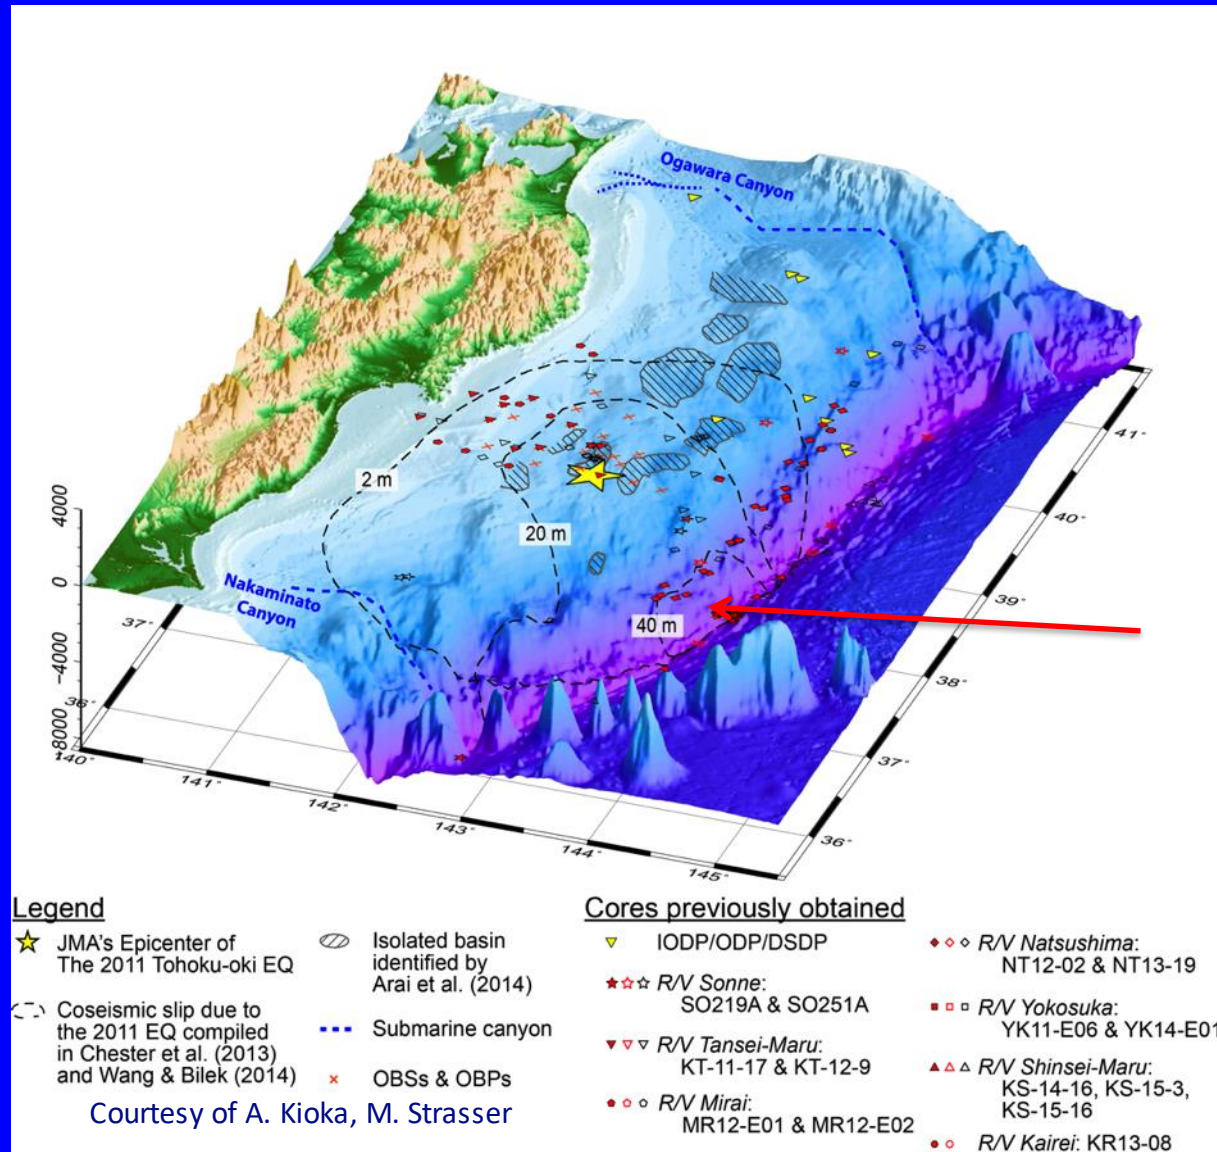 Ogawara Canyon
2 m
20 m
40 m
Nakaminato
Canyon
4000
0
-4000
-8000
37°
36°
140°
141°
142°
143°
144°
145°
41°
40°
39°
38°
37°
36°
Legend
JMA's Epicenter of
The 2011 Tohoku-oki EQ
Coseismic slip due to
the 2011 EQ compiled
in Chester et al. (2013)
and Wang & Bilek (2014)
Isolated basin
identified by
Arai et al. (2014)
Submarine canyon
OBSs & OBPs
Courtesy of A. Kioka, M. Strasser
Cores previously obtained
IODP/ODP/DSDP
R/V Sonne:
SO219A & SO251A
R/V Tansei-Maru:
KT-11-17 & KT-12-9
R/V Mirai:
MR12-E01 & MR12-E02
R/V Natsushima:
NT12-02 & NT13-19
R/V Yokosuka:
YK11-E06 & YK14-E01
R/V Shinsei-Maru:
KS-14-16, KS-15-3,
KS-15-16
R/V Kairei: KR13-08